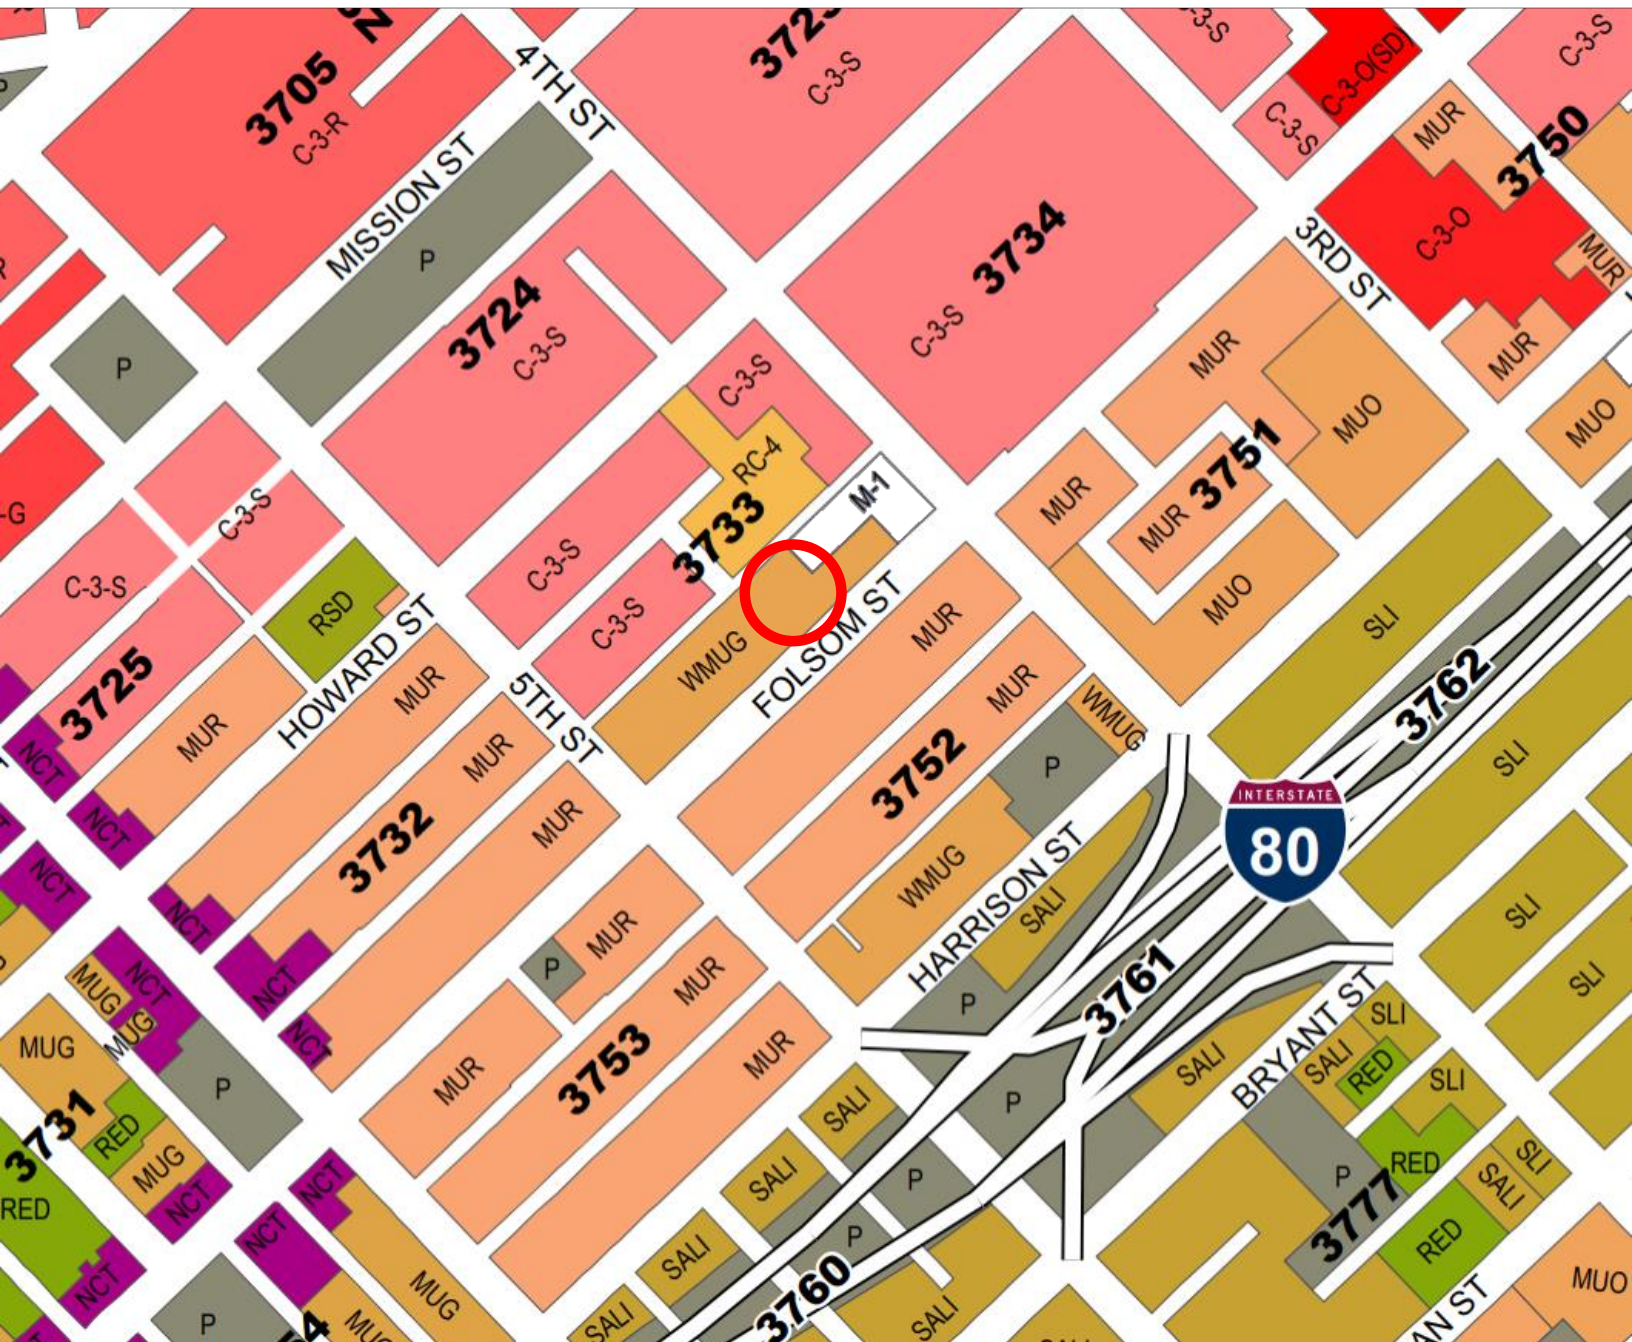 3705
C-3-R
N
4TH ST
3723
C-3-S
C-3-S
C-3-O(SD)
C-3-S
C-3-S
MUR
3750
MISSION ST
P
3734
C-3-S
3RD ST
C-3-O
MUR
MUR
P
3724
C-3-S
C-3-S
MUR
MUO
MUO
RC-4
M-1
MUR
MUR
3751
-G
C-3-S
C-3-S
3733
C-3-S
C-3-S
RSD
HOWARD ST
WMUG
FOLSOM ST
MUR
MUO
SLI
3725
MUR
MUR
5TH ST
MUR
WMUG
3762
NCT
NCT
MUR
3732
MUR
3752
P
SLI
INTERSTATE
80
NCT
NCT
MUR
WMUG
HARRISON ST
SALI
SLI
NCT
MUG
MUG
NCT
P
MUR
P
3761
SLI
MUG
NCT
3753
MUR
MUR
MUR
SALI
BRYANT ST
SALI
SLI
RED
SLI
3731
RED
MUG
P
NCT
NCT
SALI
P
SALI
P
RED
P
3777
SALI
SLI
RED
RED
NCT
NCT
MUG
SALI
P
3760
SALI
MUO
P
MUG
SALI
AN ST